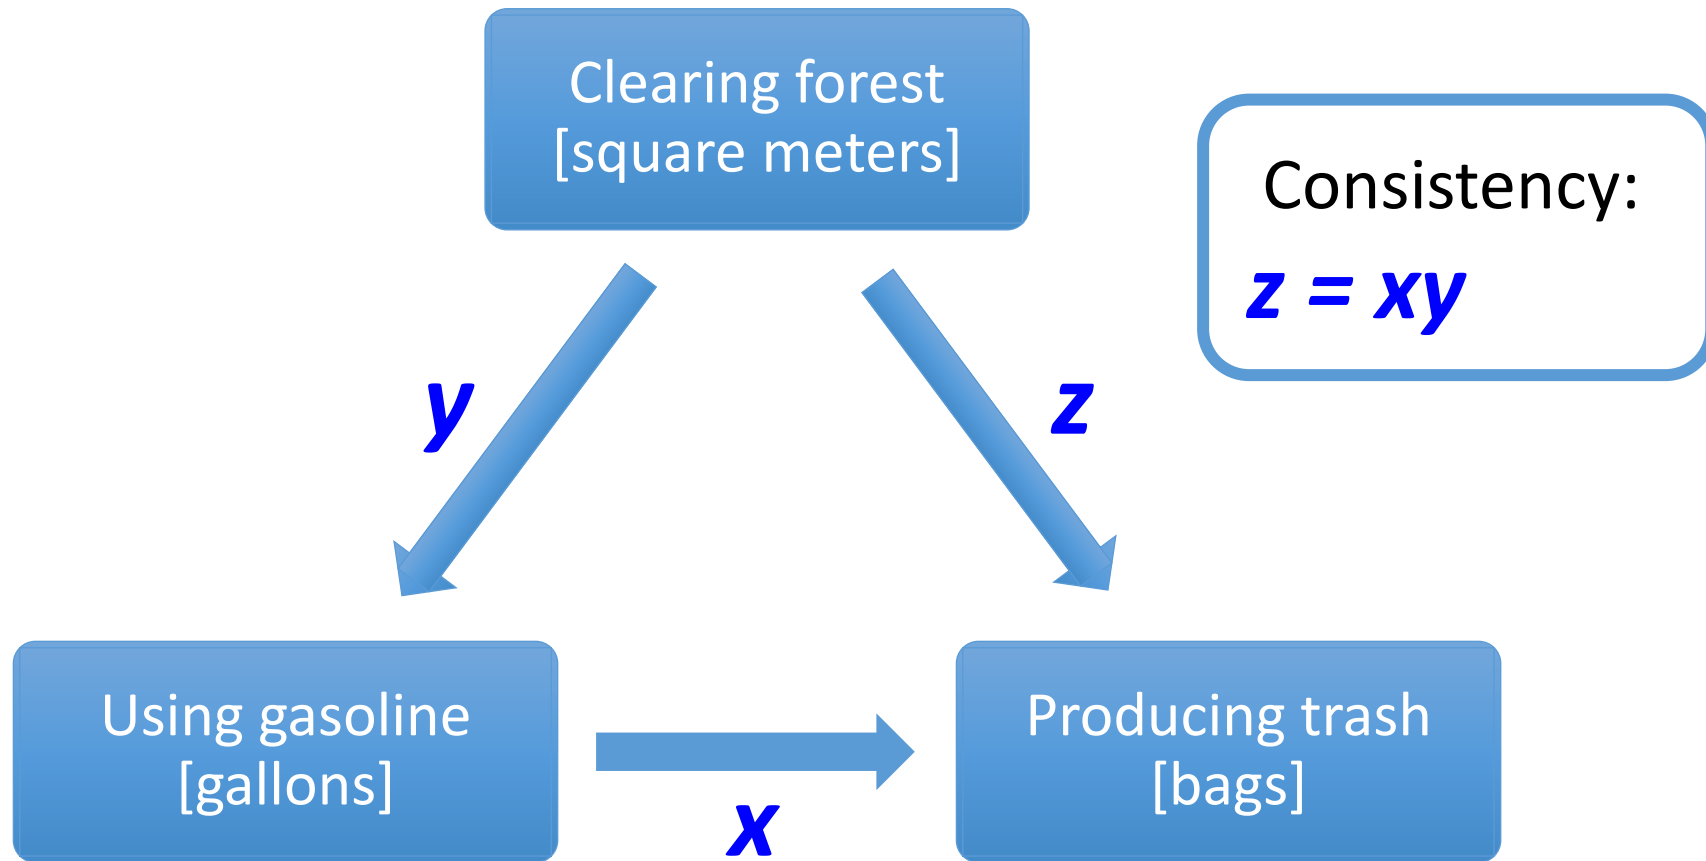 Clearing forest
[square meters]
Consistency:
z = xy
y
z
Using gasoline
[gallons]
x
Producing trash
[bags]